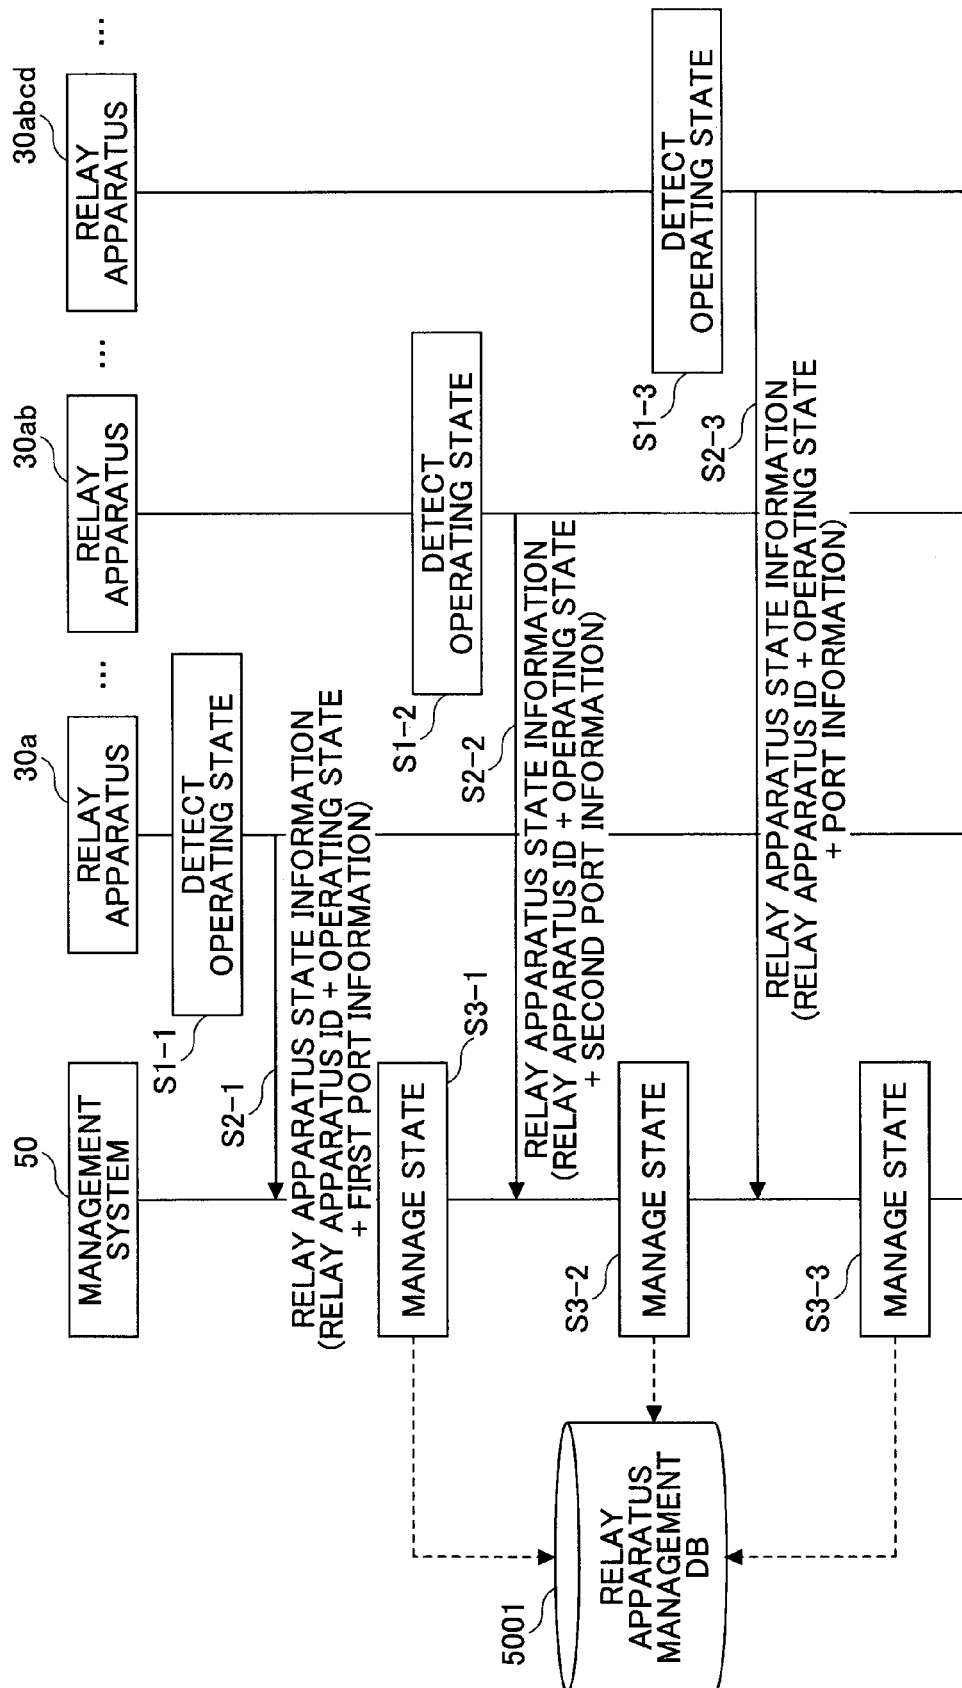 50
MANAGEMENT
SYSTEM
30a
RELAY
APPARATUS
...
30ab
RELAY
APPARATUS
...
30abcd
RELAY
APPARATUS
...
S1-1
DETECT
OPERATING STATE
S2-1
RELAY APPARATUS STATE INFORMATION
(RELAY APPARATUS ID + OPERATING STATE
+ FIRST PORT INFORMATION)
MANAGE STATE
S3-1
S1-2
DETECT
OPERATING STATE
S2-2
RELAY APPARATUS STATE INFORMATION
(RELAY APPARATUS ID + OPERATING STATE
+ SECOND PORT INFORMATION)
S3-2
MANAGE STATE
S1-3
DETECT
OPERATING STATE
S2-3
RELAY APPARATUS STATE INFORMATION
(RELAY APPARATUS ID + OPERATING STATE
+ PORT INFORMATION)
S3-3
MANAGE STATE
5001
RELAY
APPARATUS
MANAGEMENT
DB